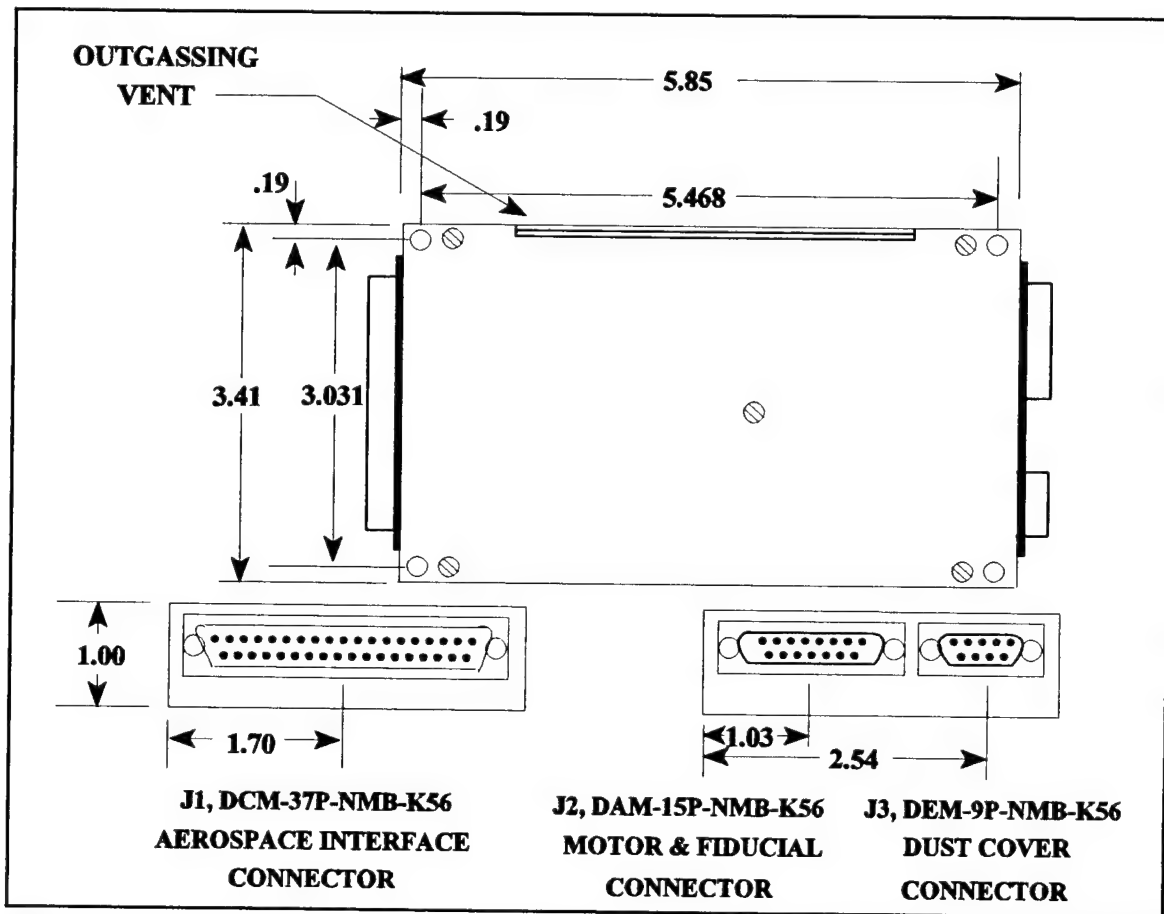 OUTGASSING
VENT
5.85
.19
.19
5.468
3.41
3.031
1.00
1.70
1.03
2.54
J1, DCM-37P-NMB-K56
AEROSPACE INTERFACE
CONNECTOR
J2, DAM-15P-NMB-K56
MOTOR & FIDUCIAL
CONNECTOR
J3, DEM-9P-NMB-K56
DUST COVER
CONNECTOR